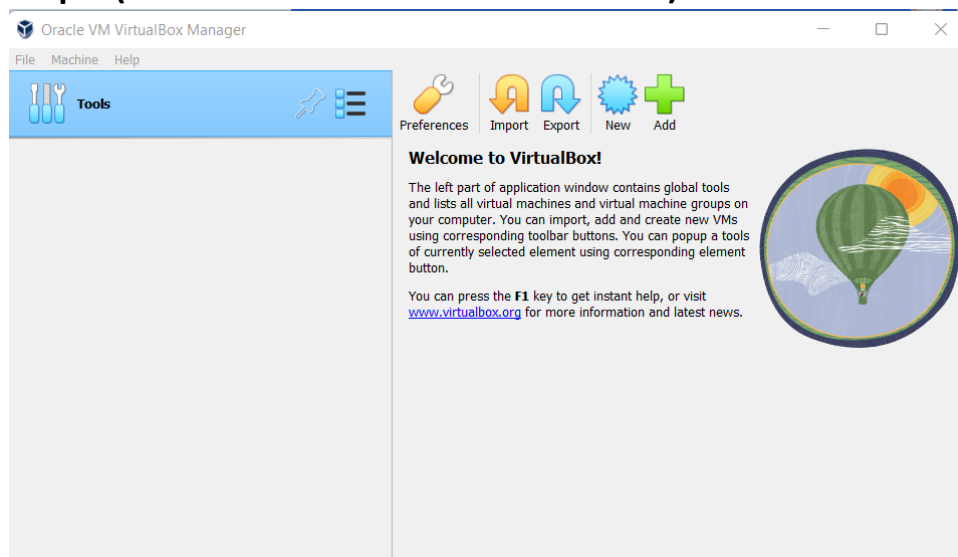 Oracle VM VirtualBox Manager
File Machine Help
Tools
Preferences Import Export New Add
Welcome to VirtualBox!
The left part of application window contains global tools
and lists all virtual machines and virtual machine groups on
your computer. You can import, add and create new VMs
using corresponding toolbar buttons. You can popup a tools
of currently selected element using corresponding element
button.
You can press the F1 key to get instant help, or visit
www.virtualbox.org for more information and latest news.